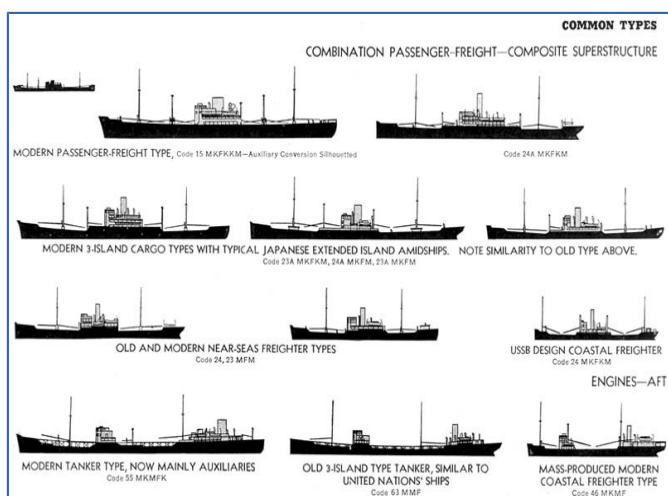 COMMON TYPES
COMBINATION PASSENGER-FREIGHT—COMPOSITE SUPERSTRUCTURE
MODERN PASSENGER-FREIGHT TYPE, Code 15 MKFKKM—Auxiliary Conversion Silhouetted
Code 24A MKFKM
MODERN 3-ISLAND CARGO TYPES WITH TYPICAL JAPANESE EXTENDED ISLAND AMIDSHIPS. NOTE SIMILARITY TO OLD TYPE ABOVE.
Code 23A MKFKM, 24A MKFM, 23A MKFM
OLD AND MODERN NEAR-SEAS FREIGHTER TYPES
Code 24, 23 MFM
USSB DESIGN COASTAL FREIGHTER
Code 24 MKFKM
ENGINES—AFT
MODERN TANKER TYPE, NOW MAINLY AUXILIARIES
Code 55 MKMFK
OLD 3-ISLAND TYPE TANKER, SIMILAR TO
UNITED NATIONS' SHIPS
Code 63 MMF
MASS-PRODUCED MODERN
COASTAL FREIGHTER TYPE
Code 46 MKMF